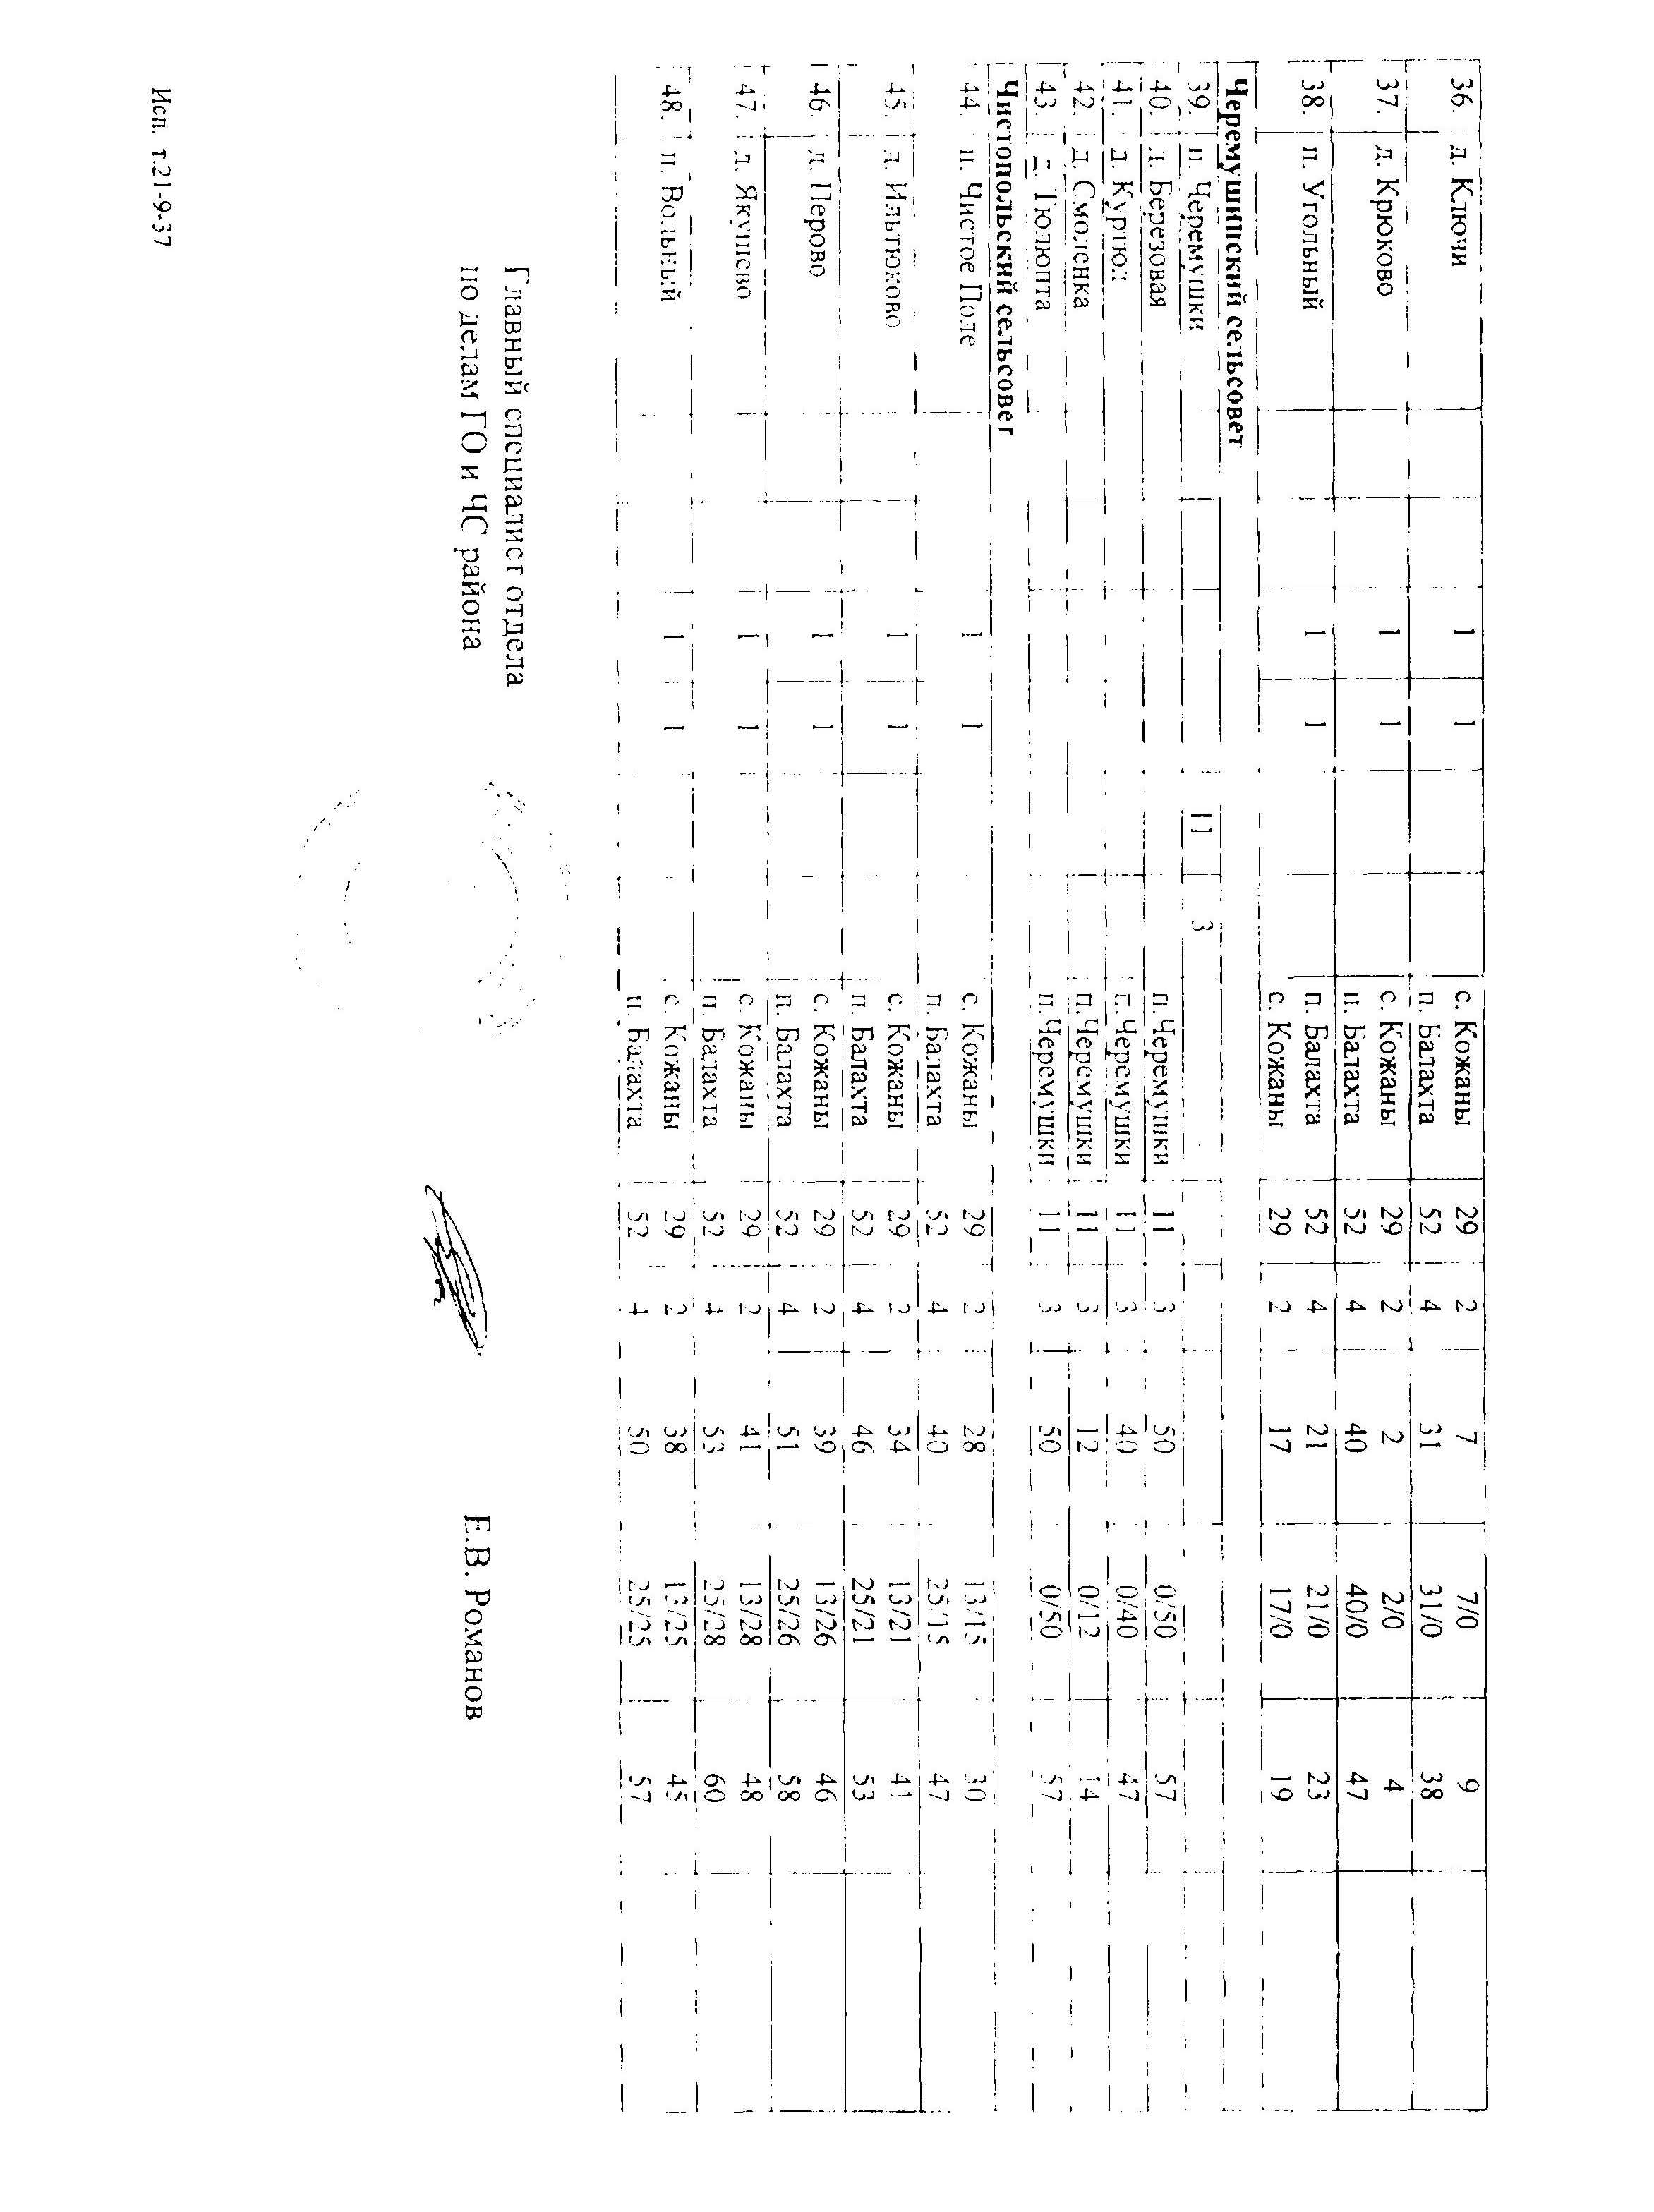 36. д. Ключи 1 1 с. Кожаны 29 2 7 7/0 9
п. Балахта 52 4 31 31/0 38
37. д. Крюково 1 1 с. Кожаны 29 2 2 2/0 4
п. Балахта 52 4 40 40/0 47
38. п. Угольный 1 1 п. Балахта 52 4 21 21/0 23
с. Кожаны 29 2 17 17/0 19
Черемушинский сельсовет
39. п. Черемушки 11 3
40. д. Березовая п.Черемушки 11 3 50 0/50 57
41. д. Куртюл п.Черемушки 11 3 40 0/40 47
42. д. Смоленка п.Черемушки 11 3 12 0/12 14
43. д. Тюлюпта п.Черемушки 11 3 50 0/50 57
Чистопольский сельсовет
44. п. Чистое Поле 1 1 с. Кожаны 29 2 28 13/15 30
п. Балахта 52 4 40 25/15 47
45. д. Ильтюково 1 1 с. Кожаны 29 2 34 13/21 41
п. Балахта 52 4 46 25/21 53
46. д. Перово 1 1 с. Кожаны 29 2 39 13/26 46
п. Балахта 52 4 51 25/26 58
47. д. Якушево 1 1 с. Кожаны 29 2 41 13/28 48
п. Балахта 52 4 53 25/28 60
48. п. Вольный 1 1 с. Кожаны 29 2 38 13/25 45
п. Балахта 52 4 50 25/25 57
Главный специалист отдела
по делам ГО и ЧС района Е.В. Романов
Исп. т.21-9-37